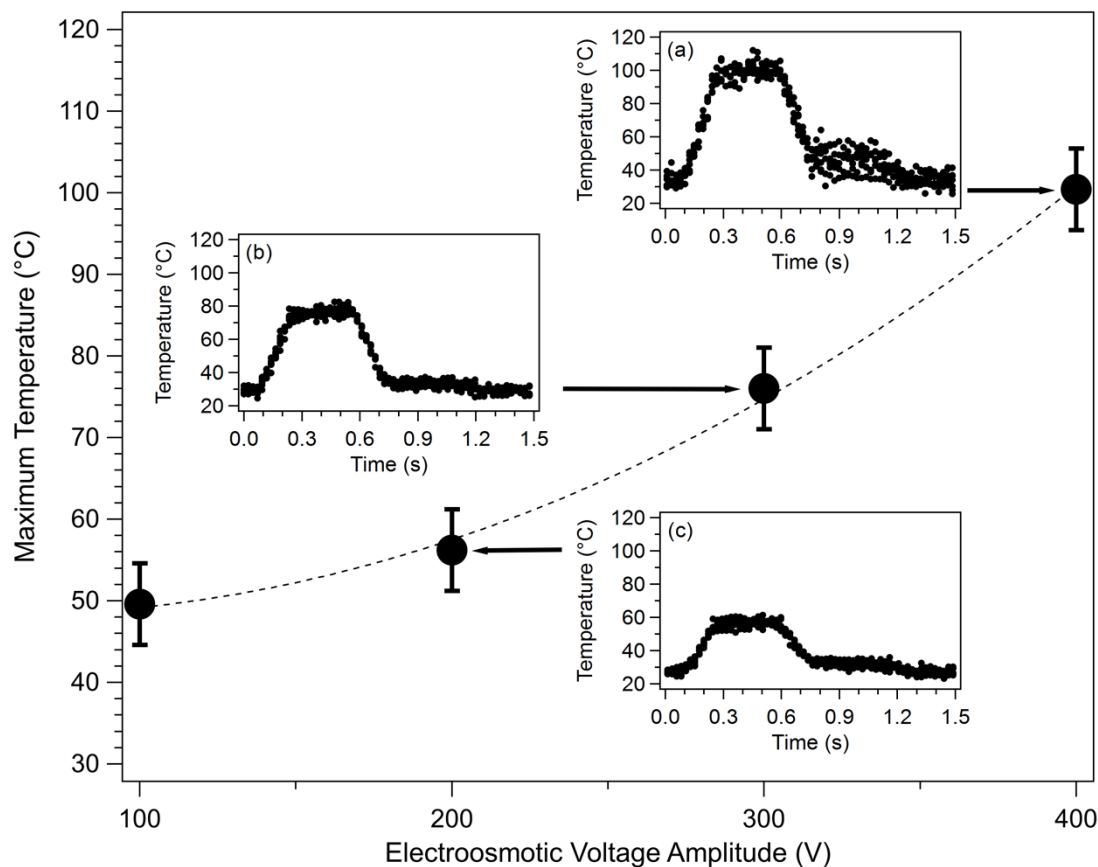 Maximum Temperature (°C)
120
110
100
90
80
70
60
50
40
30
100
200
300
400
Electroosmotic Voltage Amplitude (V)
(a)
Temperature (°C)
120
100
80
60
40
20
0.0 0.3 0.6 0.9 1.2 1.5
Time (s)
(b)
Temperature (°C)
120
100
80
60
40
20
0.0 0.3 0.6 0.9 1.2 1.5
Time (s)
(c)
Temperature (°C)
120
100
80
60
40
20
0.0 0.3 0.6 0.9 1.2 1.5
Time (s)